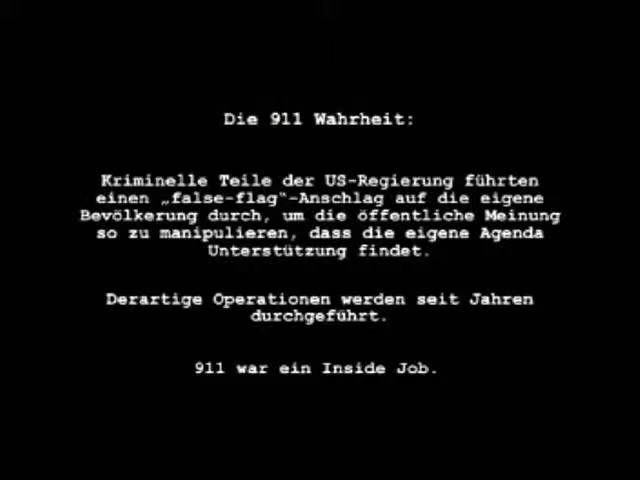 Die 911 Wahrheit:
Kriminelle Teile der US-Regierung führten
einen „false-flag“-Anschlag auf die eigene
Bevölkerung durch, um die öffentliche Meinung
so zu manipulieren, dass die eigene Agenda
Unterstützung findet.
Derartige Operationen werden seit Jahren
durchgeführt.
911 war ein Inside Job.